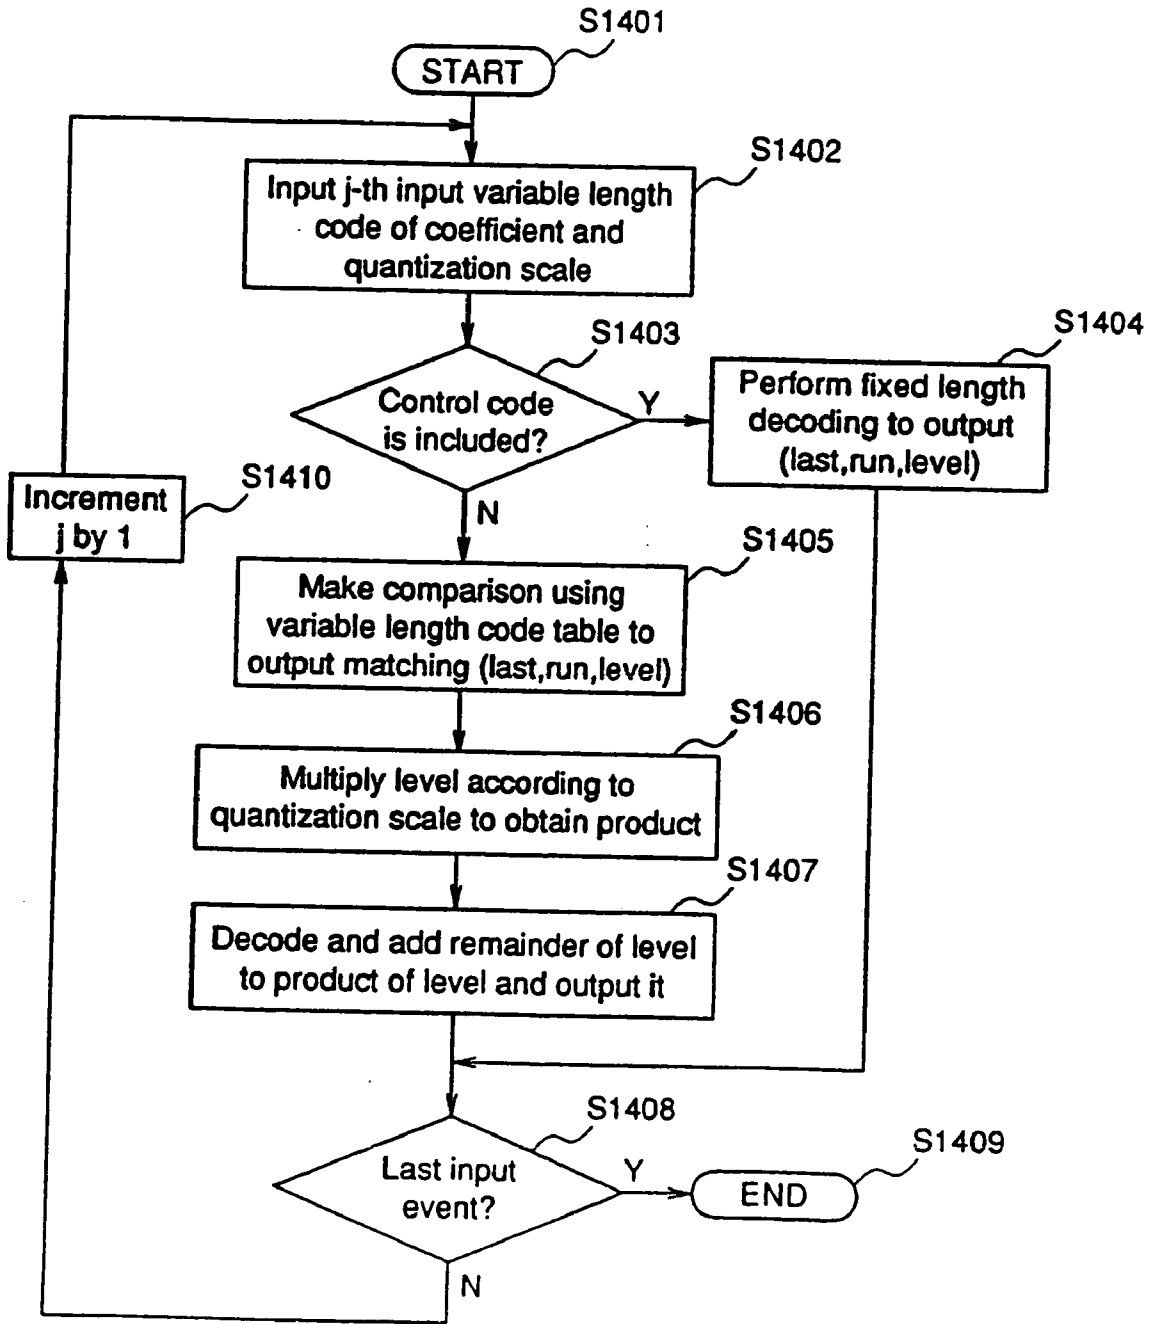 S1401
START
S1402
Input j-th input variable length
code of coefficient and
quantization scale
S1403
Control code
is included?
Y
N
S1404
Perform fixed length
decoding to output
(last,run,level)
S1410
Increment
j by 1
S1405
Make comparison using
variable length code table to
output matching (last,run,level)
S1406
Multiply level according to
quantization scale to obtain product
S1407
Decode and add remainder of level
to product of level and output it
S1408
Last input
event?
Y
N
S1409
END